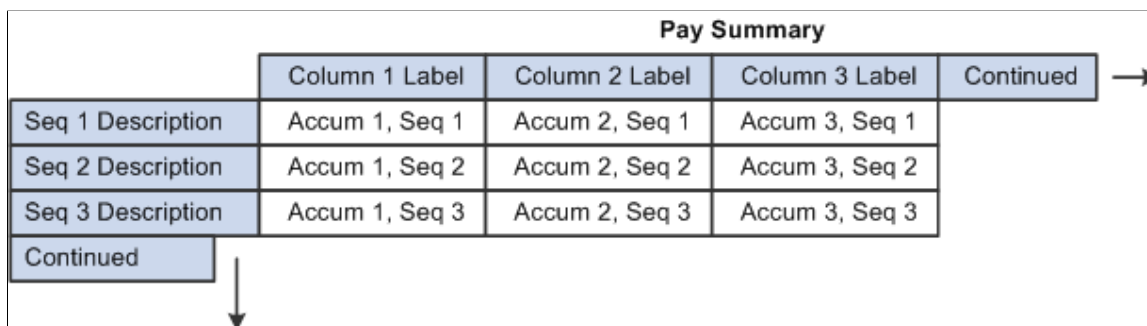 Pay Summary
Column 1 Label Column 2 Label Column 3 Label Continued
Seq 1 Description Accum 1, Seq 1 Accum 2, Seq 1 Accum 3, Seq 1
Seq 2 Description Accum 1, Seq 2 Accum 2, Seq 2 Accum 3, Seq 2
Seq 3 Description Accum 1, Seq 3 Accum 2, Seq 3 Accum 3, Seq 3
Continued